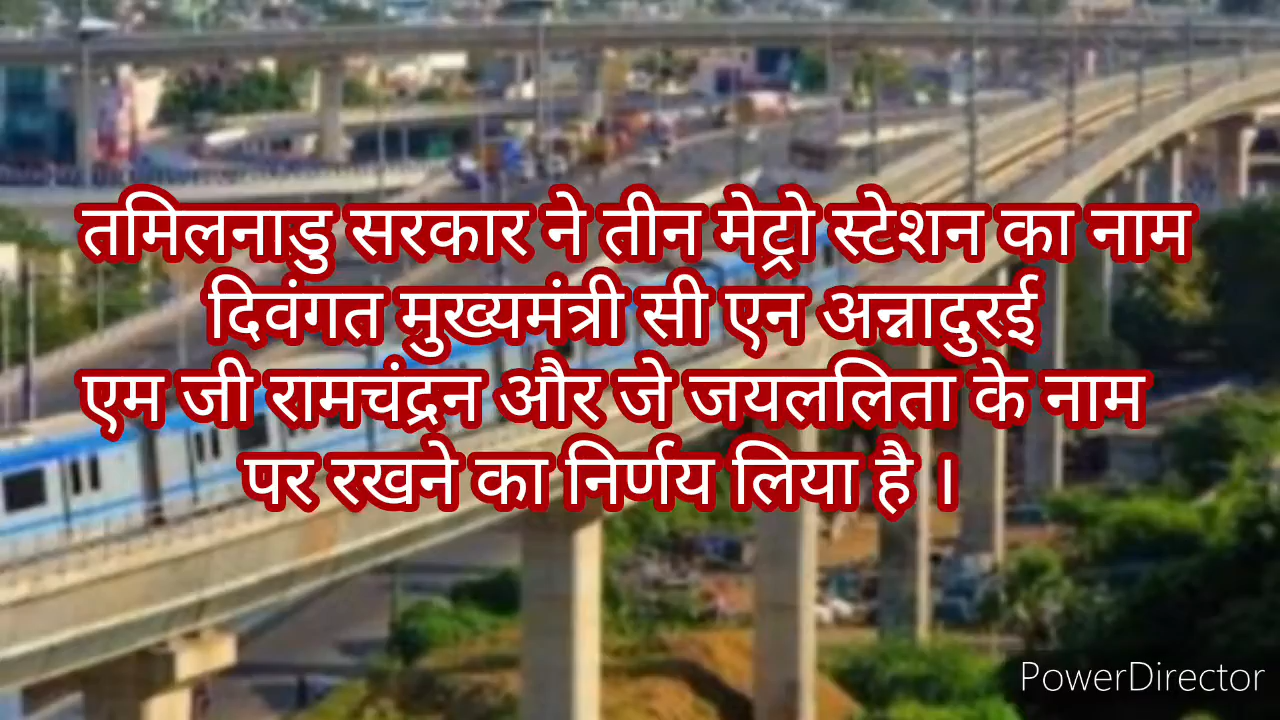 तमिलनाडु सरकार ने तीन मेट्रो स्टेशन का नाम
दिवंगत मुख्यमंत्री सी एन अन्नादुरई
एम जी रामचंद्रन और जे जयललिता के नाम
पर रखने का निर्णय लिया है ।
PowerDirector